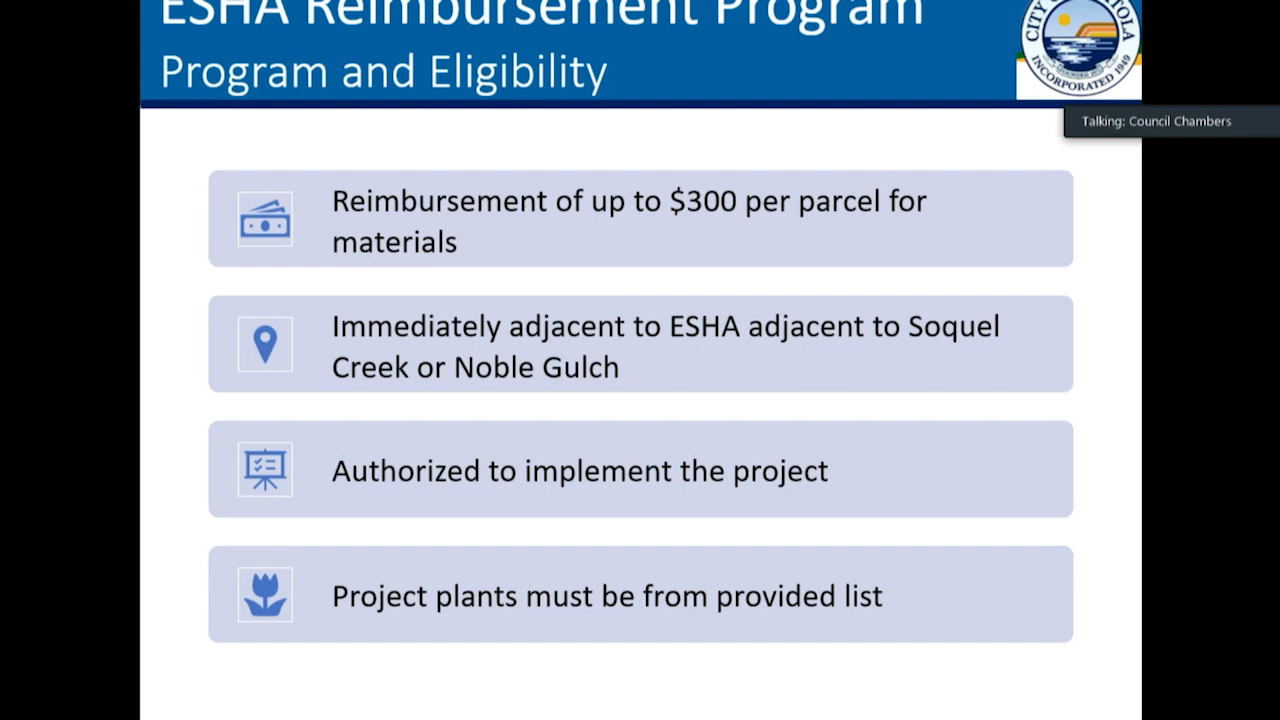 ESHA Reimbursement Program
Program and Eligibility
INCORPORATED 1949
Talking: Council Chambers
Reimbursement of up to $300 per parcel for
materials
Immediately adjacent to ESHA adjacent to Soquel
Creek or Noble Gulch
Authorized to implement the project
Project plants must be from provided list